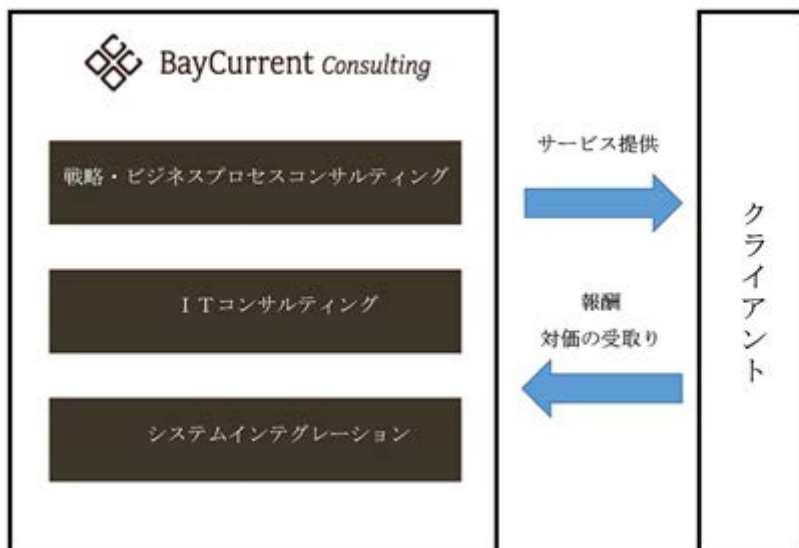 BayCurrent Consulting
戦略・ビジネスプロセスコンサルティング
ＩＴコンサルティング
システムインテグレーション
サービス提供
報酬
対価の受取り
クライアント